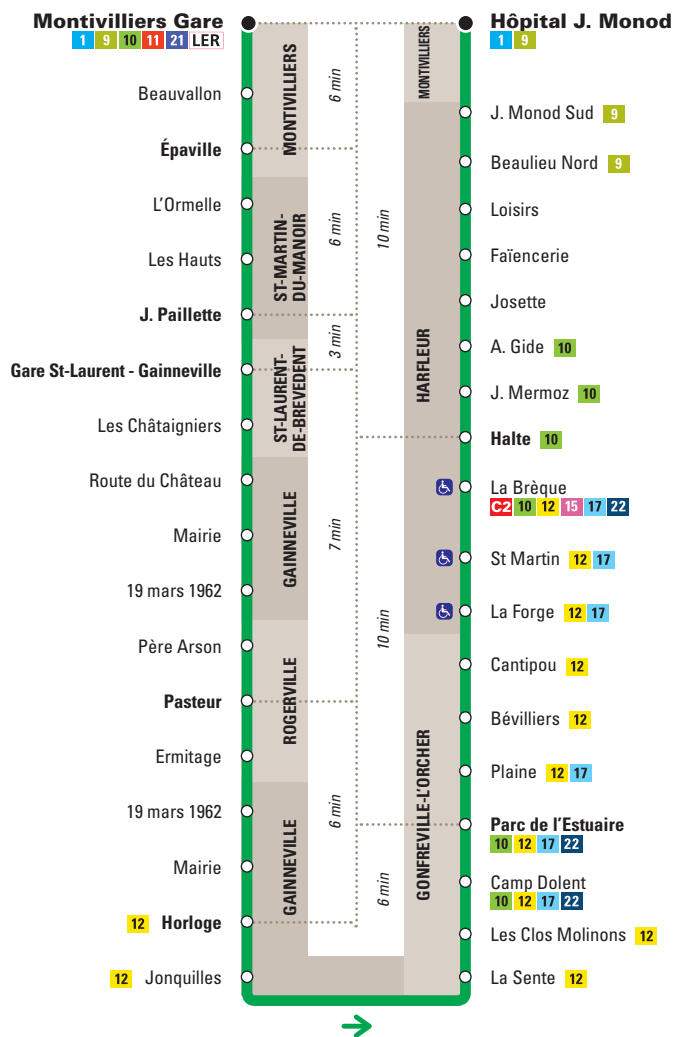 Montivilliers Gare
1 9 10 11 21 LER
Beauvallon
Épaville
L'Ormelle
Les Hauts
J. Paillette
Gare St-Laurent - Gainneville
Les Châtaigniers
Route du Château
Mairie
19 mars 1962
Père Arson
Pasteur
Ermitage
19 mars 1962
Mairie
12 Horloge
12 Jonquilles
MONTIVILLIERS
ST-MARTIN-
DU-MANOIR
ST-LAURENT-
DE-BREVEDENT
GAINNEVILLE
ROGERVILLE
GAINNEVILLE
6 min
6 min
3 min
7 min
6 min
10 min
10 min
6 min
MONTIVILLIERS
HARFLEUR
GONFREVILLE-L'ORCHER
Hôpital J. Monod
1 9
J. Monod Sud 9
Beaulieu Nord 9
Loisirs
Faïencerie
Josette
A. Gide 10
J. Mermoz 10
Halte 10
La Brèque
C2 10 12 15 17 22
St Martin 12 17
La Forge 12 17
Cantipou 12
Bévilliers 12
Plaine 12 17
Parc de l'Estuaire
10 12 17 22
Camp Dolent
10 12 17 22
Les Clos Molinons 12
La Sente 12